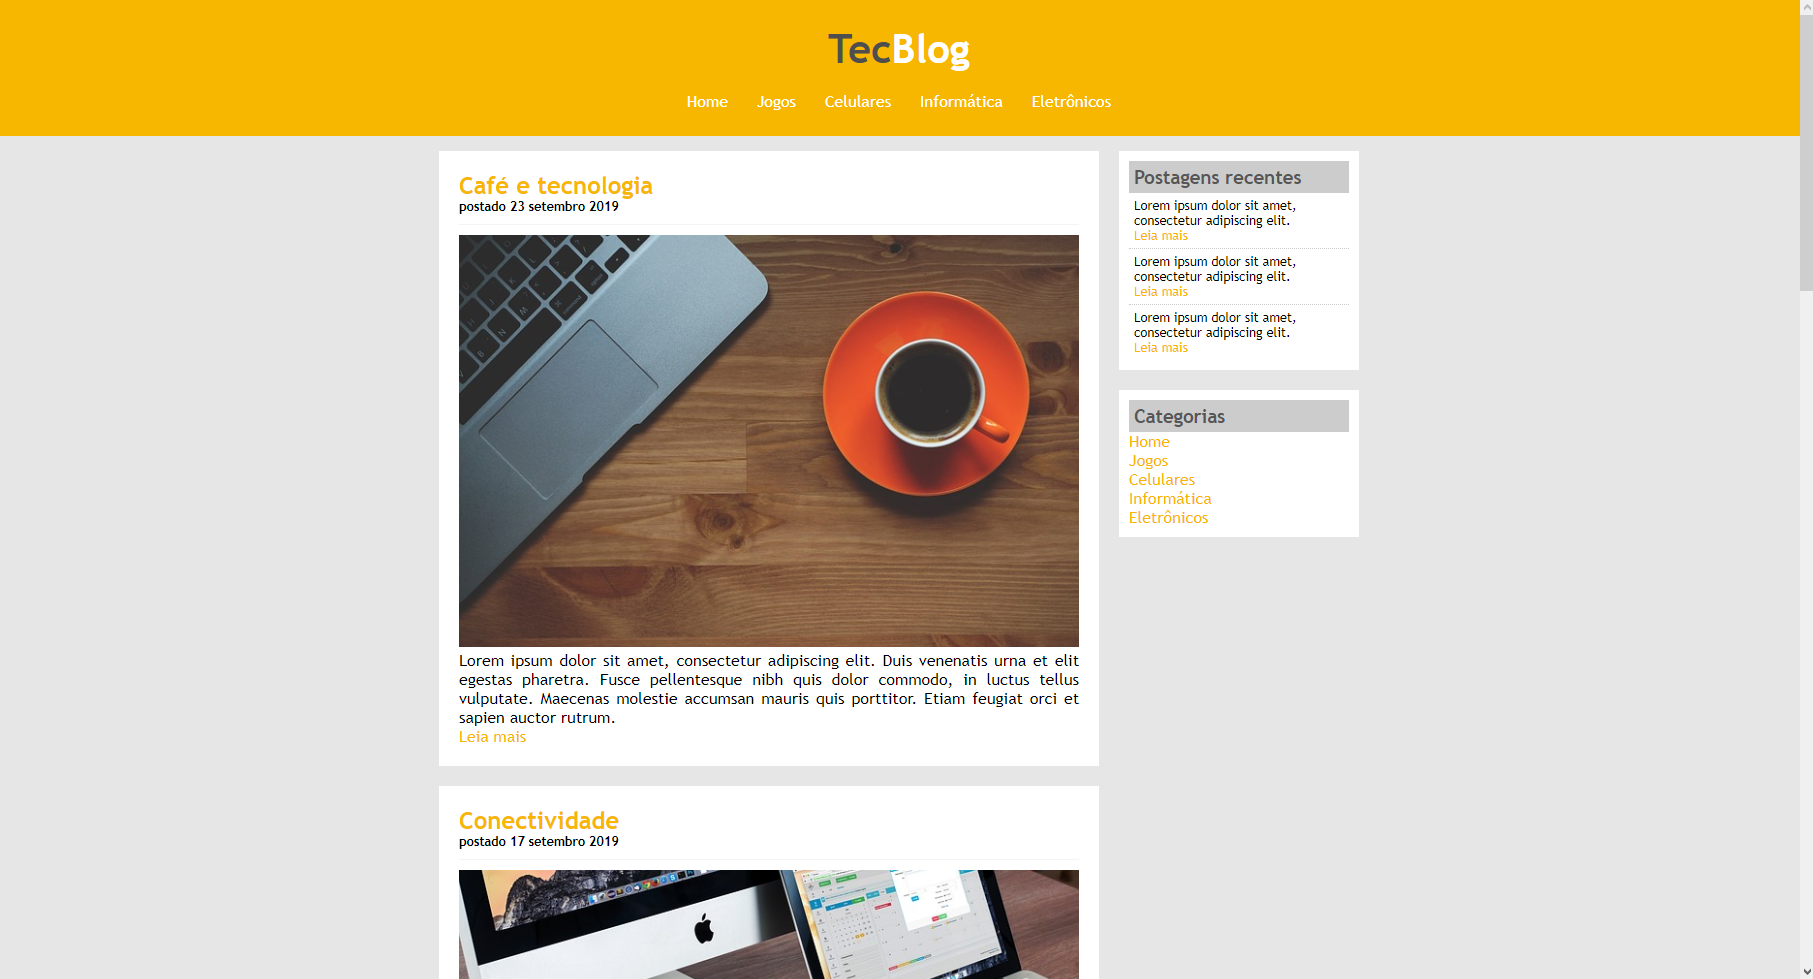 TecBlog
Home Jogos Celulares Informática Eletrônicos
Café e tecnologia
postado 23 setembro 2019
Lorem ipsum dolor sit amet, consectetur adipiscing elit. Duis venenatis urna et elit
egestas pharetra. Fusce pellentesque nibh quis dolor commodo, in luctus tellus
vulputate. Maecenas molestie accumsan mauris quis porttitor. Etiam feugiat orci et
sapien auctor rutrum.
Leia mais
Conectividade
postado 17 setembro 2019
Postagens recentes
Lorem ipsum dolor sit amet,
consectetur adipiscing elit.
Leia mais
Lorem ipsum dolor sit amet,
consectetur adipiscing elit.
Leia mais
Lorem ipsum dolor sit amet,
consectetur adipiscing elit.
Leia mais
Categorias
Home
Jogos
Celulares
Informática
Eletrônicos